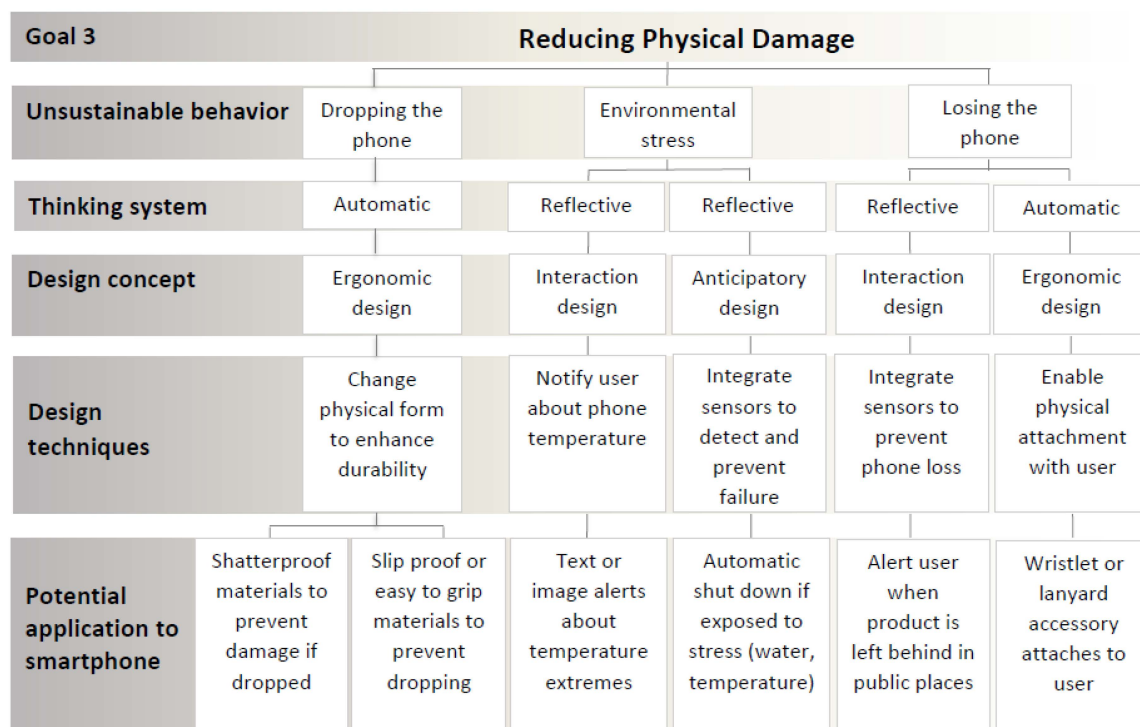 Goal 3
Reducing Physical Damage
Unsustainable behavior
Dropping the
phone
Environmental
stress
Losing the
phone
Thinking system
Automatic
Reflective
Reflective
Reflective
Automatic
Design concept
Ergonomic
design
Interaction
design
Anticipatory
design
Interaction
design
Ergonomic
design
Design
techniques
Change
physical form
to enhance
durability
Notify user
about phone
temperature
Integrate
sensors to
detect and
prevent
failure
Integrate
sensors to
prevent
phone loss
Enable
physical
attachment
with user
Potential
application to
smartphone
Shatterproof
materials to
prevent
damage if
dropped
Slip proof or
easy to grip
materials to
prevent
dropping
Text or
image alerts
about
temperature
extremes
Automatic
shut down if
exposed to
stress (water,
temperature)
Alert user
when
product is
left behind in
public places
Wristlet or
lanyard
accessory
attaches to
user